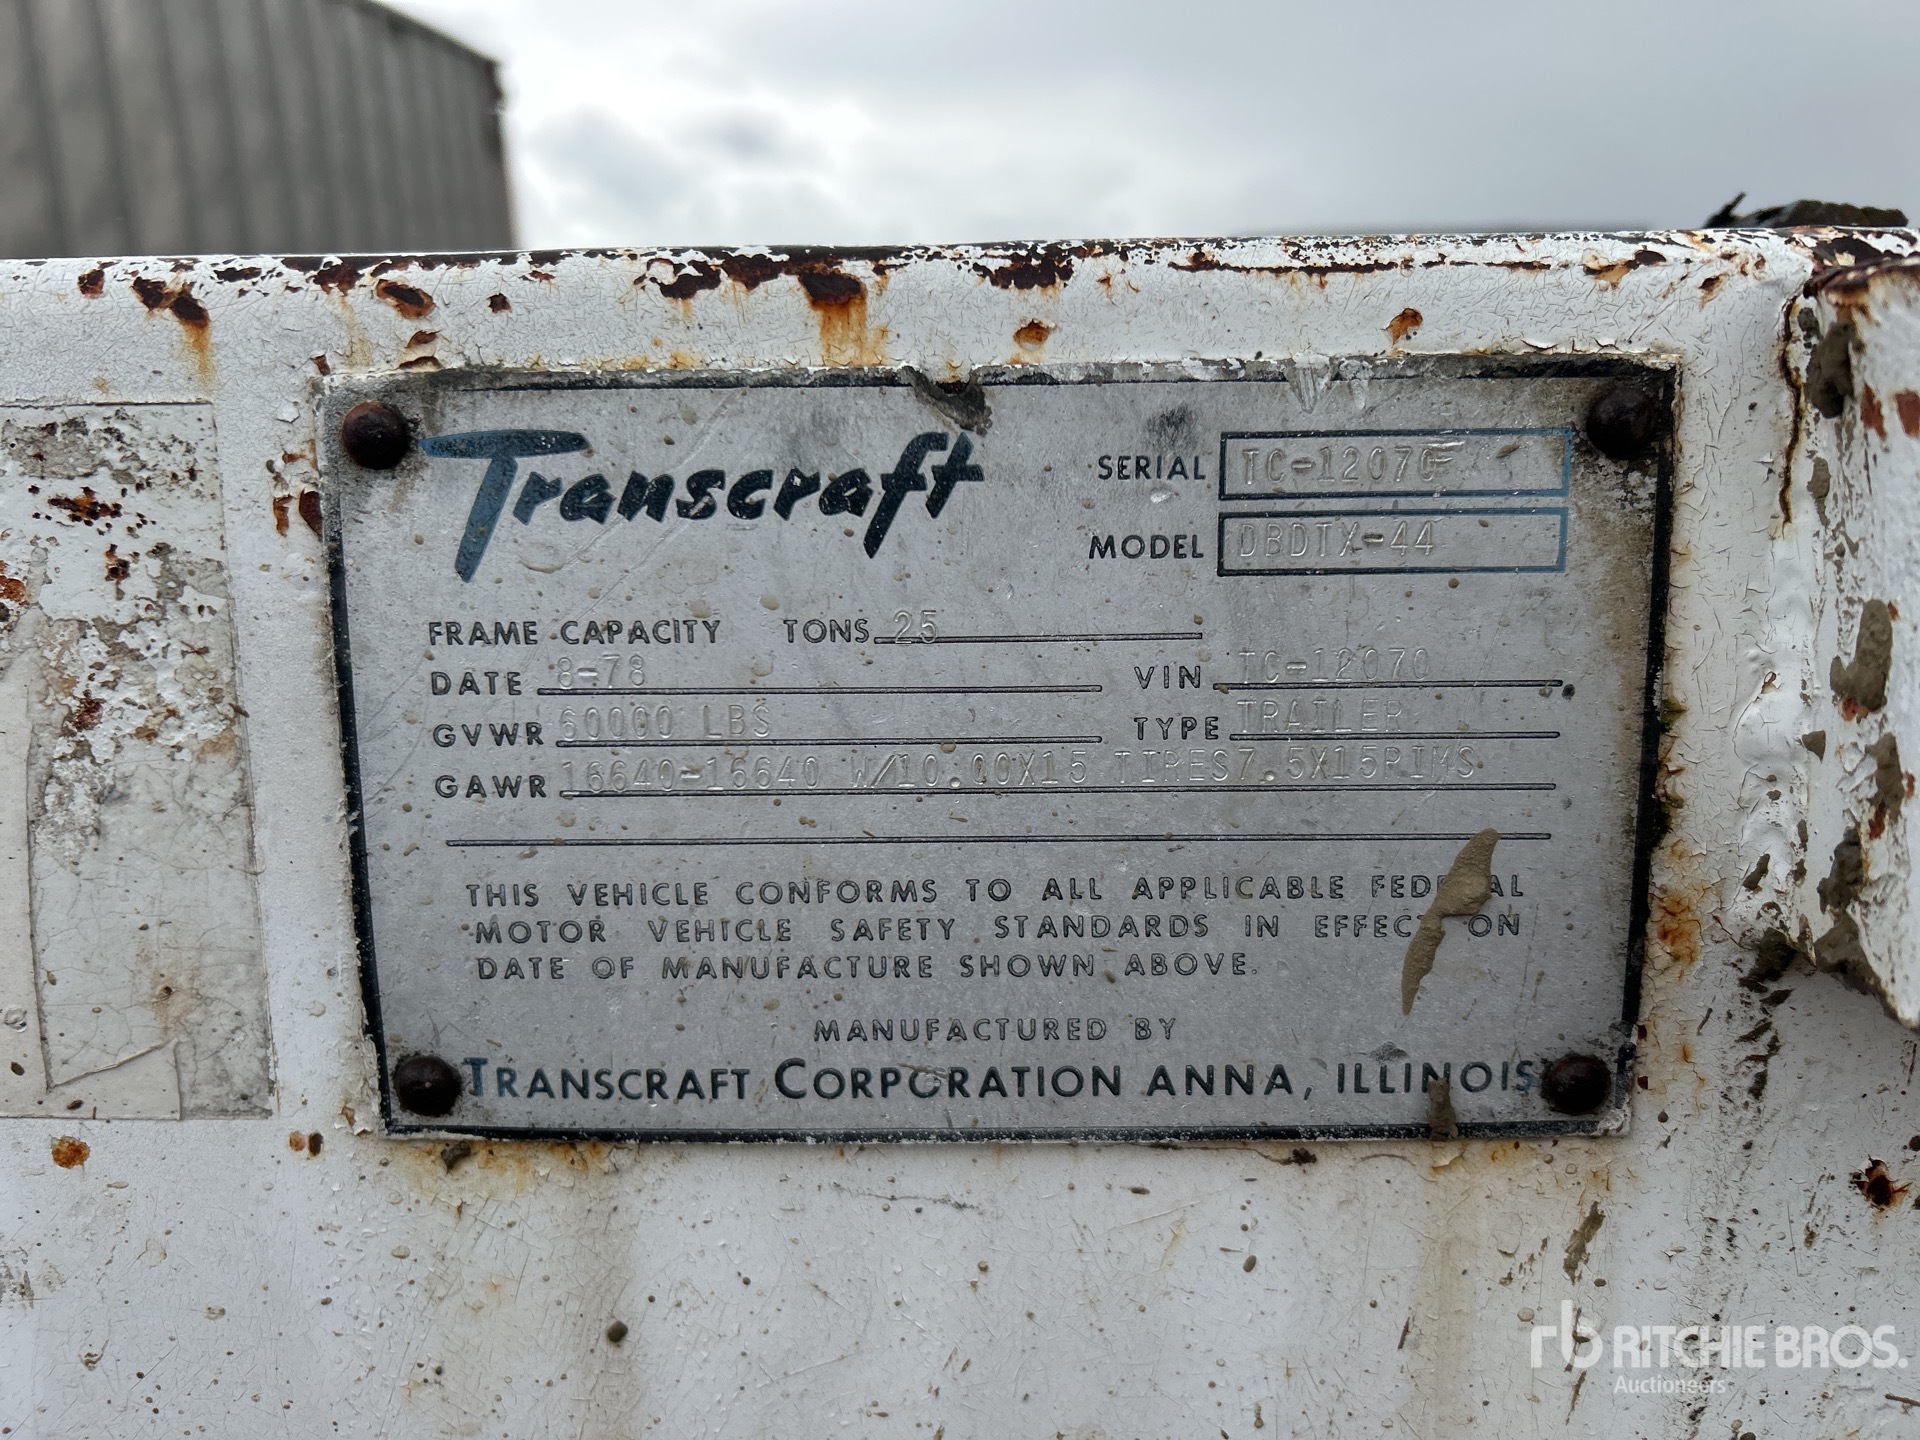 Transcraft
SERIAL TC-12070
MODEL DBDTX-44
FRAME CAPACITY TONS 25
DATE 8-78 VIN TC-12070
GVWR 60000 LBS TYPE TRAILER
GAWR 16640-16640 W/10.00X15 TIRES7.5X15RIMS
THIS VEHICLE CONFORMS TO ALL APPLICABLE FEDERAL
MOTOR VEHICLE SAFETY STANDARDS IN EFFECT ON
DATE OF MANUFACTURE SHOWN ABOVE.
MANUFACTURED BY
TRANSCRAFT CORPORATION ANNA, ILLINOIS
rb RITCHIE BROS.
Auctioneers